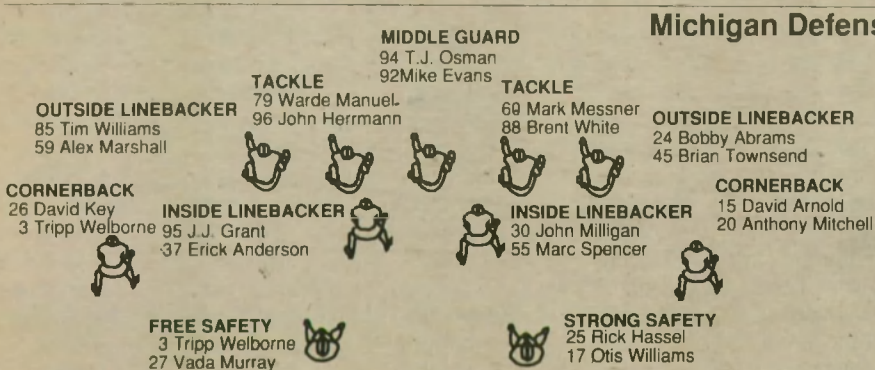 Michigan Defens
MIDDLE GUARD
94 T.J. Osman
92Mike Evans
TACKLE
79 Warde Manuel
96 John Herrmann
TACKLE
60 Mark Messner
88 Brent White
OUTSIDE LINEBACKER
85 Tim Williams
59 Alex Marshall
OUTSIDE LINEBACKER
24 Bobby Abrams
45 Brian Townsend
CORNERBACK
26 David Key
3 Tripp Welborne
INSIDE LINEBACKER
95 J.J. Grant
37 Erick Anderson
INSIDE LINEBACKER
30 John Milligan
55 Marc Spencer
CORNERBACK
15 David Arnold
20 Anthony Mitchell
FREE SAFETY
3 Tripp Welborne
27 Vada Murray
STRONG SAFETY
25 Rick Hassel
17 Otis Williams